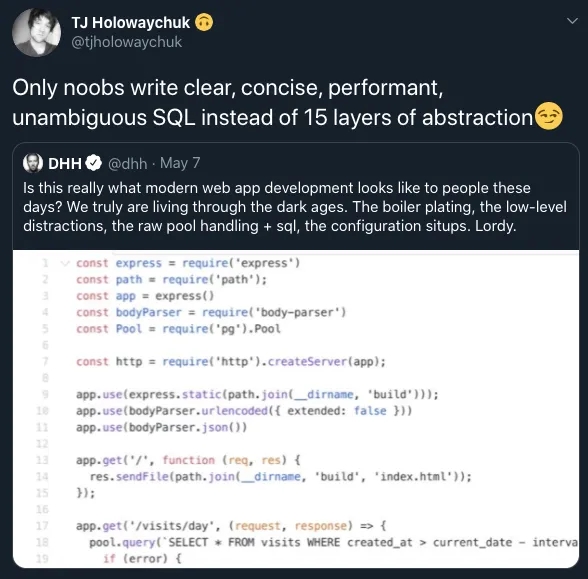 TJ Holowaychuk 🙃
@tjholowaychuk
Only noobs write clear, concise, performant,
unambiguous SQL instead of 15 layers of abstraction😏
DHH @dhh · May 7
Is this really what modern web app development looks like to people these
days? We truly are living through the dark ages. The boiler plating, the low-level
distractions, the raw pool handling + sql, the configuration situps. Lordy.
1 const express = require('express')
2 const path = require('path');
3 const app = express()
4 const bodyParser = require('body-parser')
5 const Pool = require('pg').Pool
6
7 const http = require('http').createServer(app);
8
9 app.use(express.static(path.join(__dirname, 'build')));
10 app.use(bodyParser.urlencoded({ extended: false }))
11 app.use(bodyParser.json())
12
13 app.get('/', function (req, res) {
14 res.sendFile(path.join(__dirname, 'build', 'index.html'));
15 });
16
17 app.get('/visits/day', (request, response) => {
18 pool.query(`SELECT * FROM visits WHERE created_at > current_date - interva
19 if (error) {